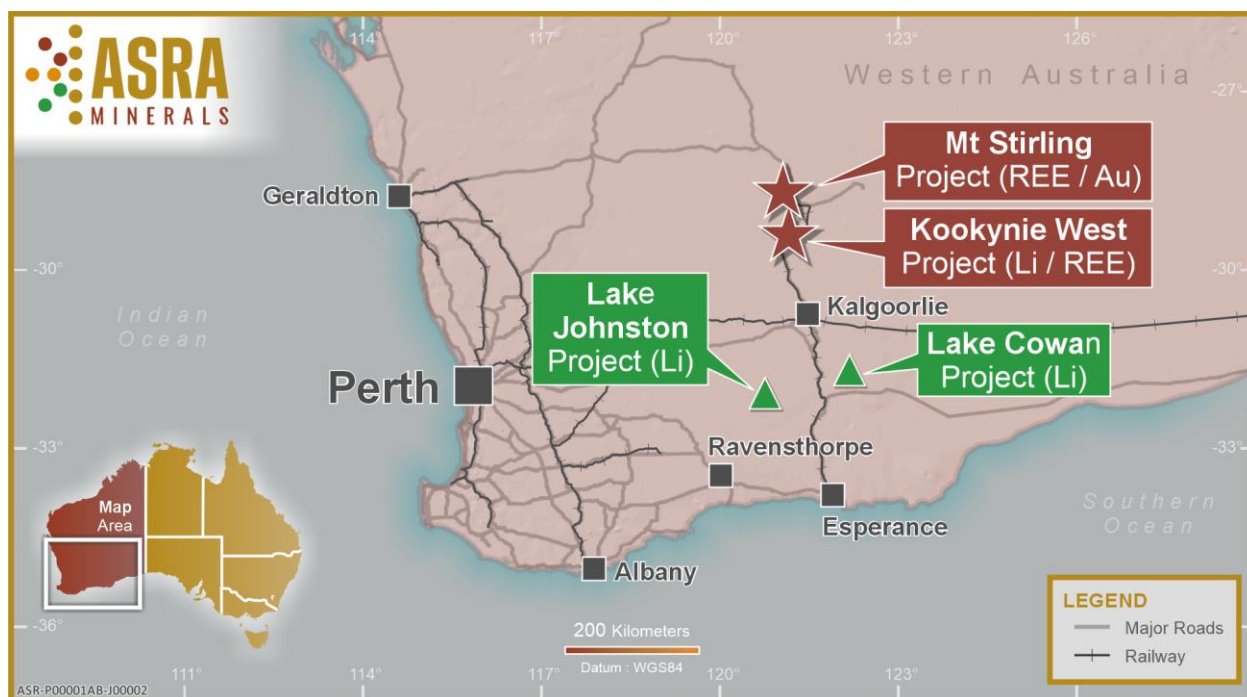 ASRA
MINERALS
114°
117°
120°
123°
126°
Western Australia
-27°
Mt Stirling
Project (REE / Au)
Geraldton
Kookynie West
Project (Li / REE)
-30°
-30°
Indian
Ocean
Lake
Johnston
Project (Li)
Kalgoorlie
Lake Cowan
Project (Li)
Perth
-33°
-33°
Ravensthorpe
Map
Area
Esperance
Southern
Ocean
Albany
LEGEND
Major Roads
Railway
-36°
200 Kilometers
Datum : WGS84
111°
114°
117°
120°
123°
ASR-P00001AB-J00002